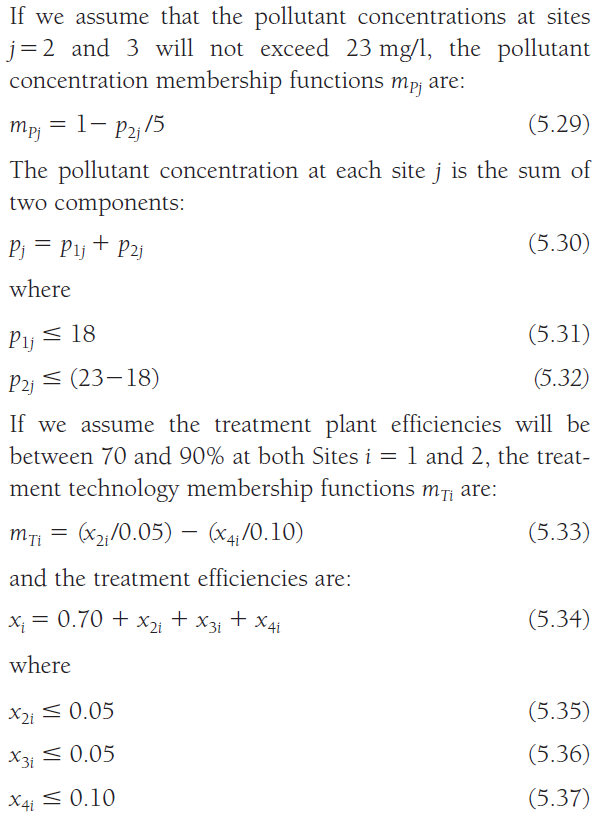 If we assume that the pollutant concentrations at sites
j=2 and 3 will not exceed 23 mg/l, the pollutant
concentration membership functions m_Pj are:
m_Pj = 1− p_2j/5 (5.29)
The pollutant concentration at each site j is the sum of
two components:
p_j = p_1j + p_2j (5.30)
where
p_1j ≤ 18 (5.31)
p_2j ≤ (23−18) (5.32)
If we assume the treatment plant efficiencies will be
between 70 and 90% at both Sites i = 1 and 2, the treat-
ment technology membership functions m_Ti are:
m_Ti = (x_2i/0.05) − (x_4i/0.10) (5.33)
and the treatment efficiencies are:
x_i = 0.70 + x_2i + x_3i + x_4i (5.34)
where
x_2i ≤ 0.05 (5.35)
x_3i ≤ 0.05 (5.36)
x_4i ≤ 0.10 (5.37)